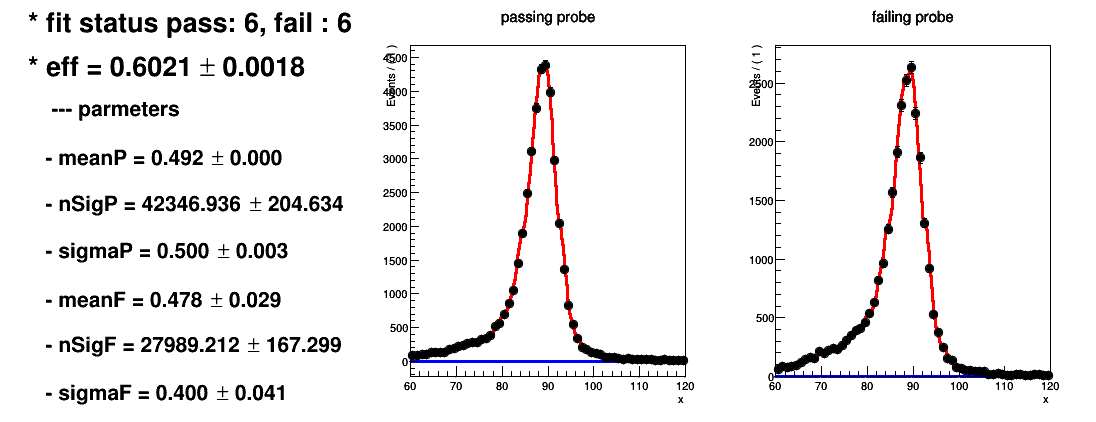 * fit status pass: 6, fail : 6
* eff = 0.6021 ± 0.0018
--- parmeters
- meanP = 0.492 ± 0.000
- nSigP = 42346.936 ± 204.634
- sigmaP = 0.500 ± 0.003
- meanF = 0.478 ± 0.029
- nSigF = 27989.212 ± 167.299
- sigmaF = 0.400 ± 0.041
passing probe
Events / ( 1 )
4500
4000
3500
3000
2500
2000
1500
1000
500
0
60 70 80 90 100 110 120
x
failing probe
Events / ( 1 )
2500
2000
1500
1000
500
0
60 70 80 90 100 110 120
x